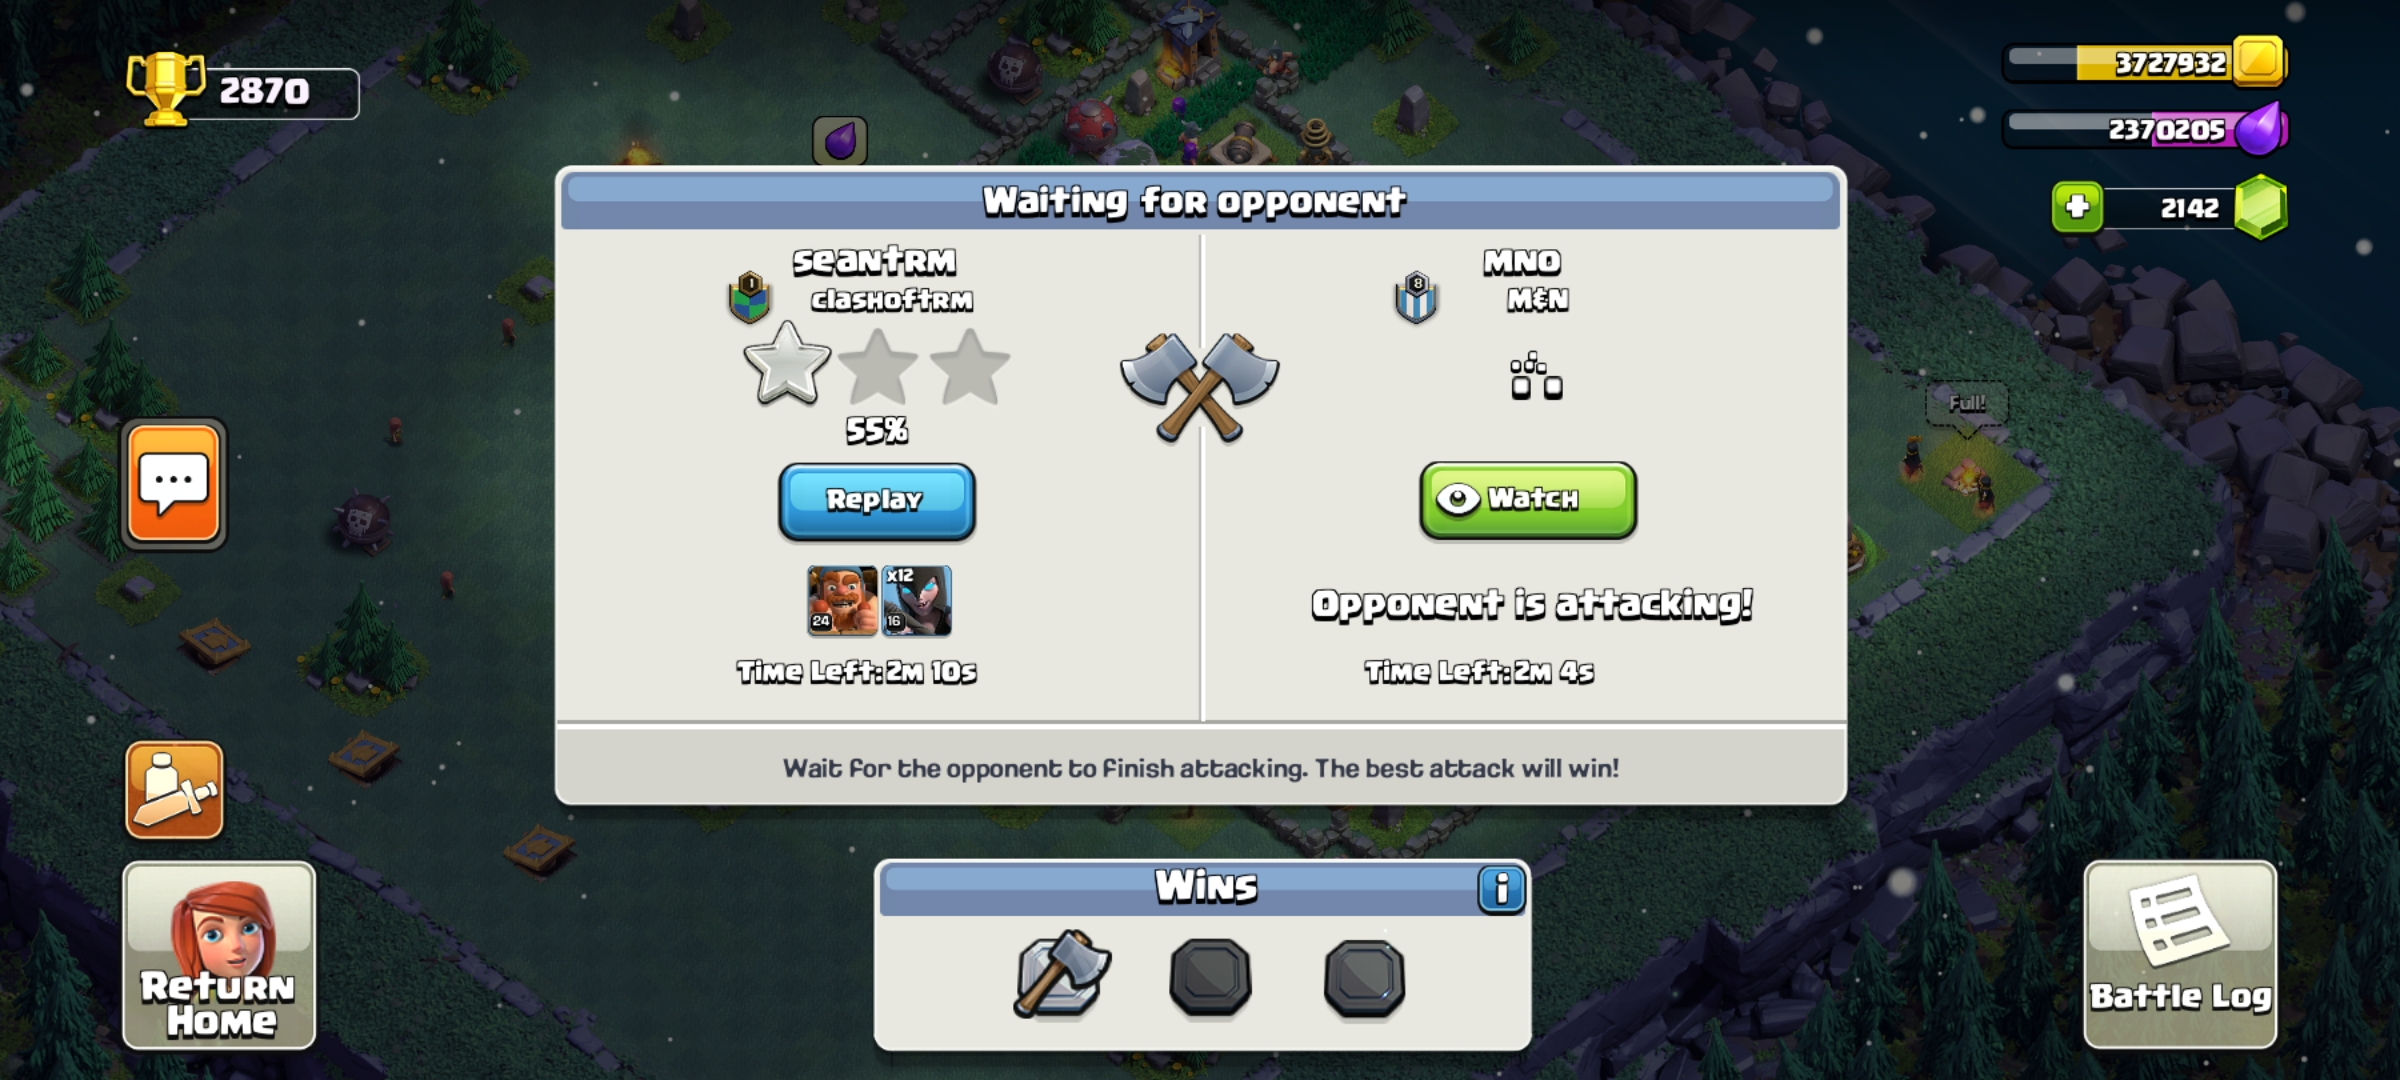 2870
3727932
2370205
2142
Waiting for opponent
seantrm
1
clashoftrm
55%
Replay
24
x12
16
Time Left:2m 10s
MNO
8
M&N
Watch
Opponent is attacking!
Time Left:2m 4s
Wait for the opponent to finish attacking. The best attack will win!
Full!
Wins
i
Return
Home
Battle Log